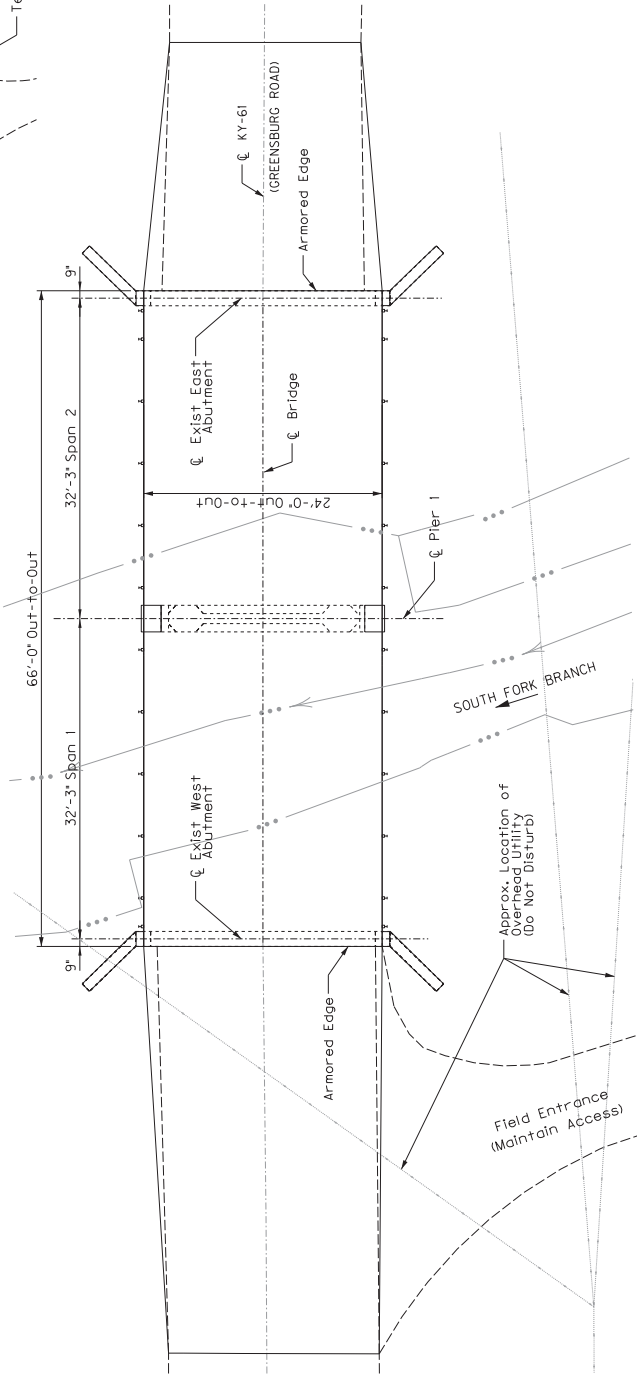 66'-0" Out-to-Out
9"
32'-3" Span 1
32'-3" Span 2
9"
℄ Exist West
Abutment
℄ Exist East
Abutment
℄ KY-61
(GREENSBURG ROAD)
24'-0" Out-to-Out
℄ Bridge
Armored Edge
Armored Edge
℄ Pier 1
SOUTH FORK BRANCH
Approx. Location of
Overhead Utility
(Do Not Disturb)
Field Entrance
(Maintain Access)
Te